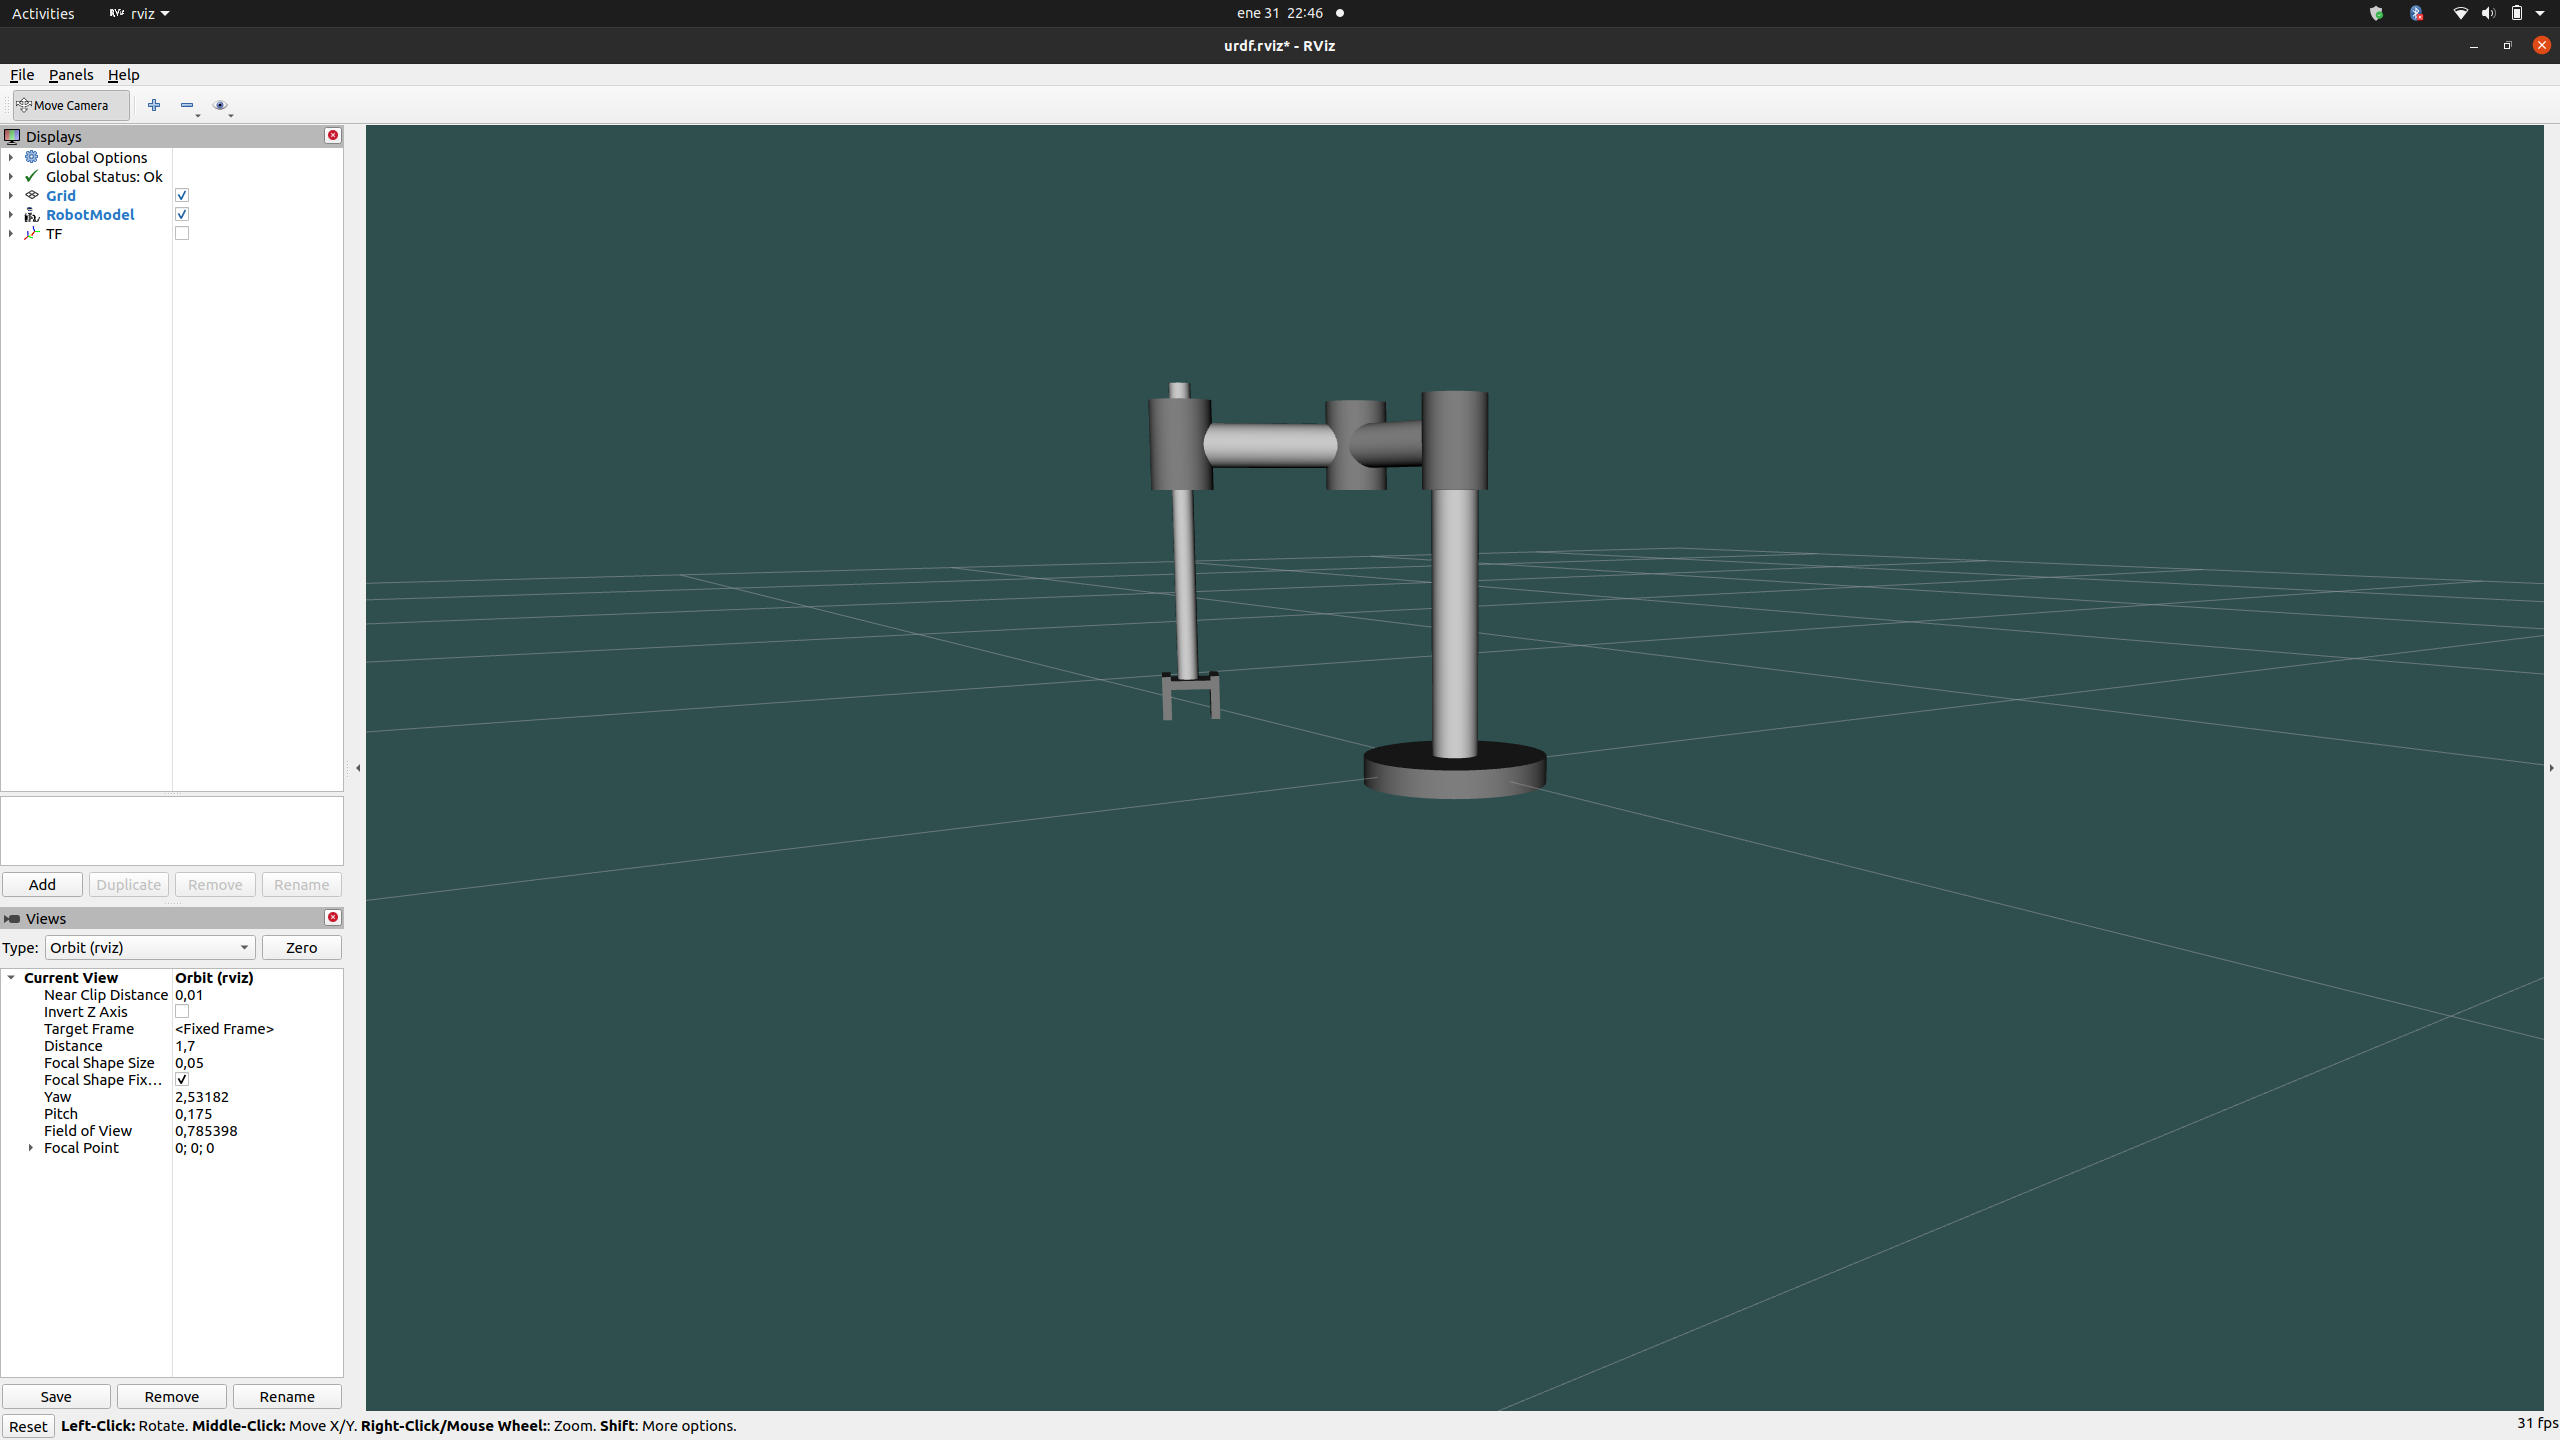 Activities RViz rviz ene 31 22:46
urdf.rviz* - RViz
File Panels Help
Move Camera
Displays
Global Options
Global Status: Ok
Grid
RobotModel
TF
Add Duplicate Remove Rename
Views
Type: Orbit (rviz) Zero
Current View Orbit (rviz)
Near Clip Distance 0,01
Invert Z Axis
Target Frame <Fixed Frame>
Distance 1,7
Focal Shape Size 0,05
Focal Shape Fix…
Yaw 2,53182
Pitch 0,175
Field of View 0,785398
Focal Point 0; 0; 0
Save Remove Rename
Reset Left-Click: Rotate. Middle-Click: Move X/Y. Right-Click/Mouse Wheel:: Zoom. Shift: More options. 31 fps